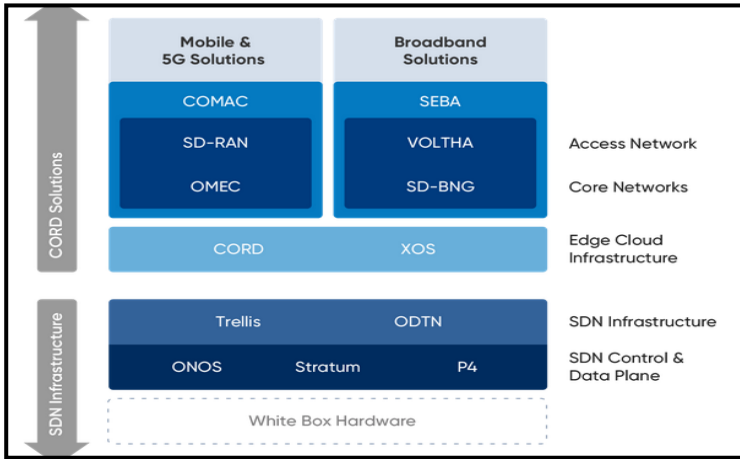 Mobile &
5G Solutions
Broadband
Solutions
COMAC
SEBA
SD-RAN
VOLTHA
Access Network
OMEC
SD-BNG
Core Networks
CORD
XOS
Edge Cloud
Infrastructure
CORD Solutions
Trellis
ODTN
SDN Infrastructure
ONOS
Stratum
P4
SDN Control &
Data Plane
White Box Hardware
SDN Infrastructure